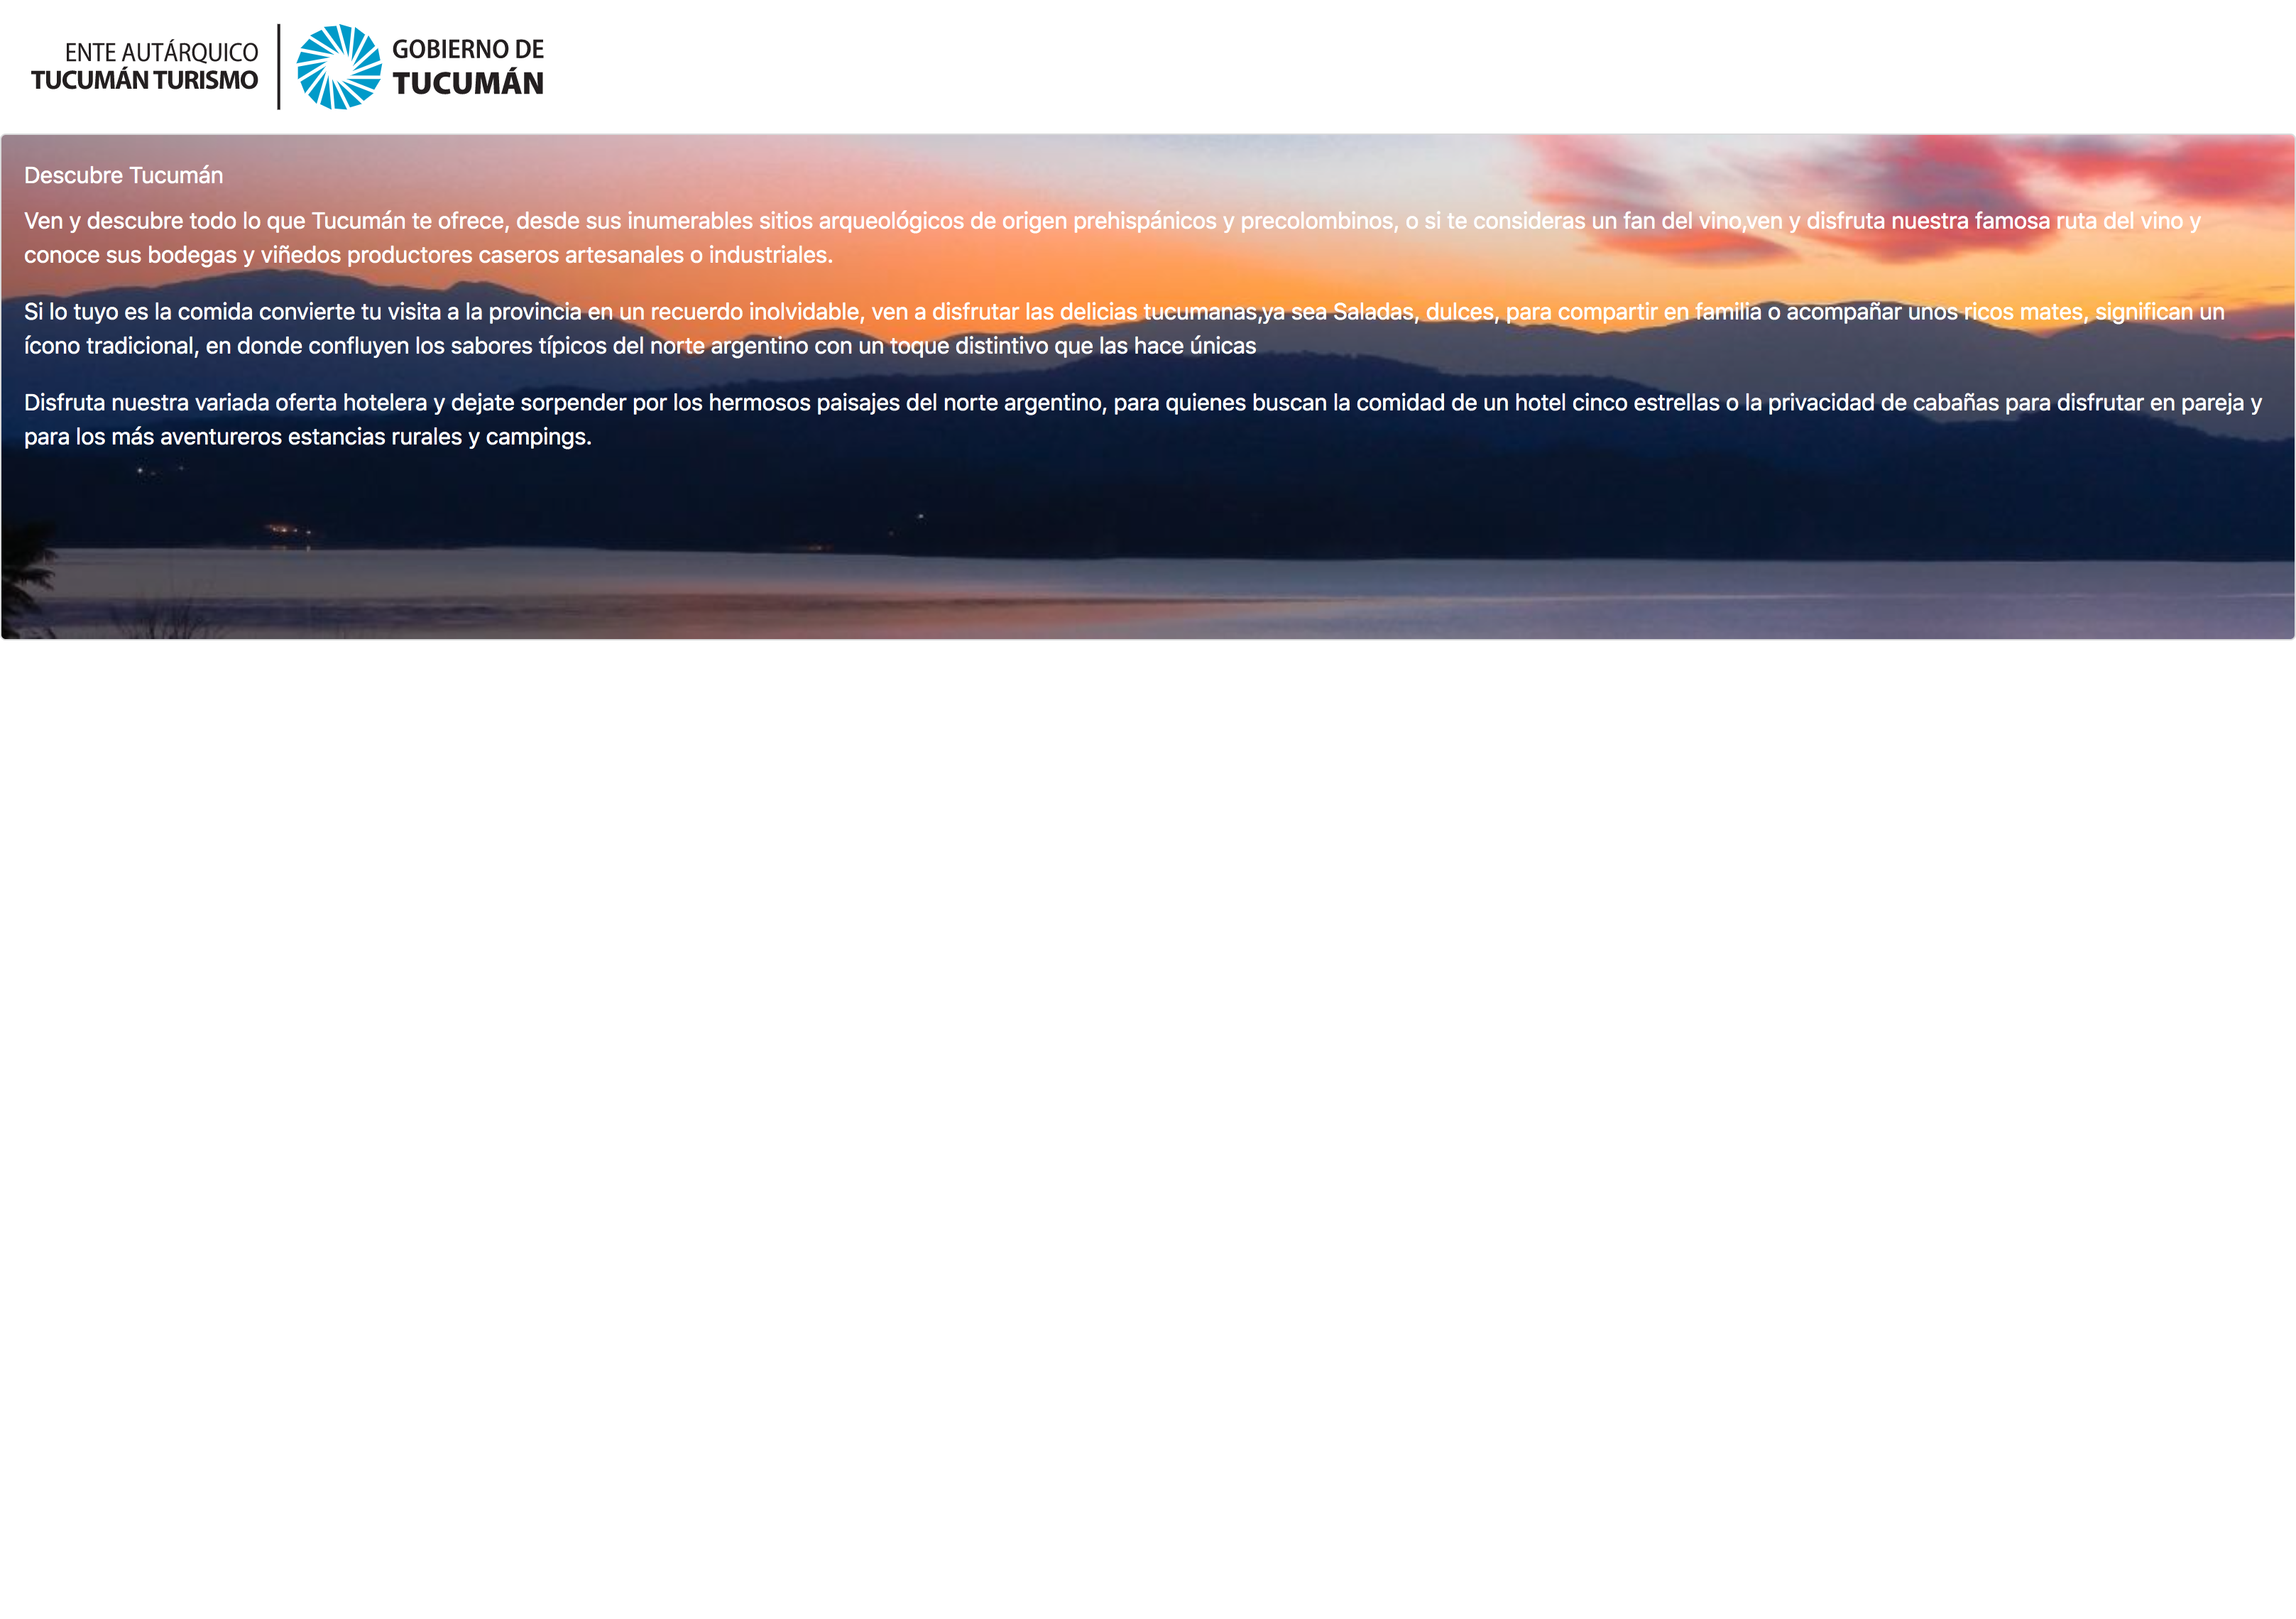 ENTE AUTÁRQUICO
TUCUMÁN TURISMO
GOBIERNO DE
TUCUMÁN
Descubre Tucumán
Ven y descubre todo lo que Tucumán te ofrece, desde sus inumerables sitios arqueológicos de origen prehispánicos y precolombinos, o si te consideras un fan del vino,ven y disfruta nuestra famosa ruta del vino y
conoce sus bodegas y viñedos productores caseros artesanales o industriales.
Si lo tuyo es la comida convierte tu visita a la provincia en un recuerdo inolvidable, ven a disfrutar las delicias tucumanas,ya sea Saladas, dulces, para compartir en familia o acompañar unos ricos mates, significan un
ícono tradicional, en donde confluyen los sabores típicos del norte argentino con un toque distintivo que las hace únicas
Disfruta nuestra variada oferta hotelera y dejate sorpender por los hermosos paisajes del norte argentino, para quienes buscan la comidad de un hotel cinco estrellas o la privacidad de cabañas para disfrutar en pareja y
para los más aventureros estancias rurales y campings.